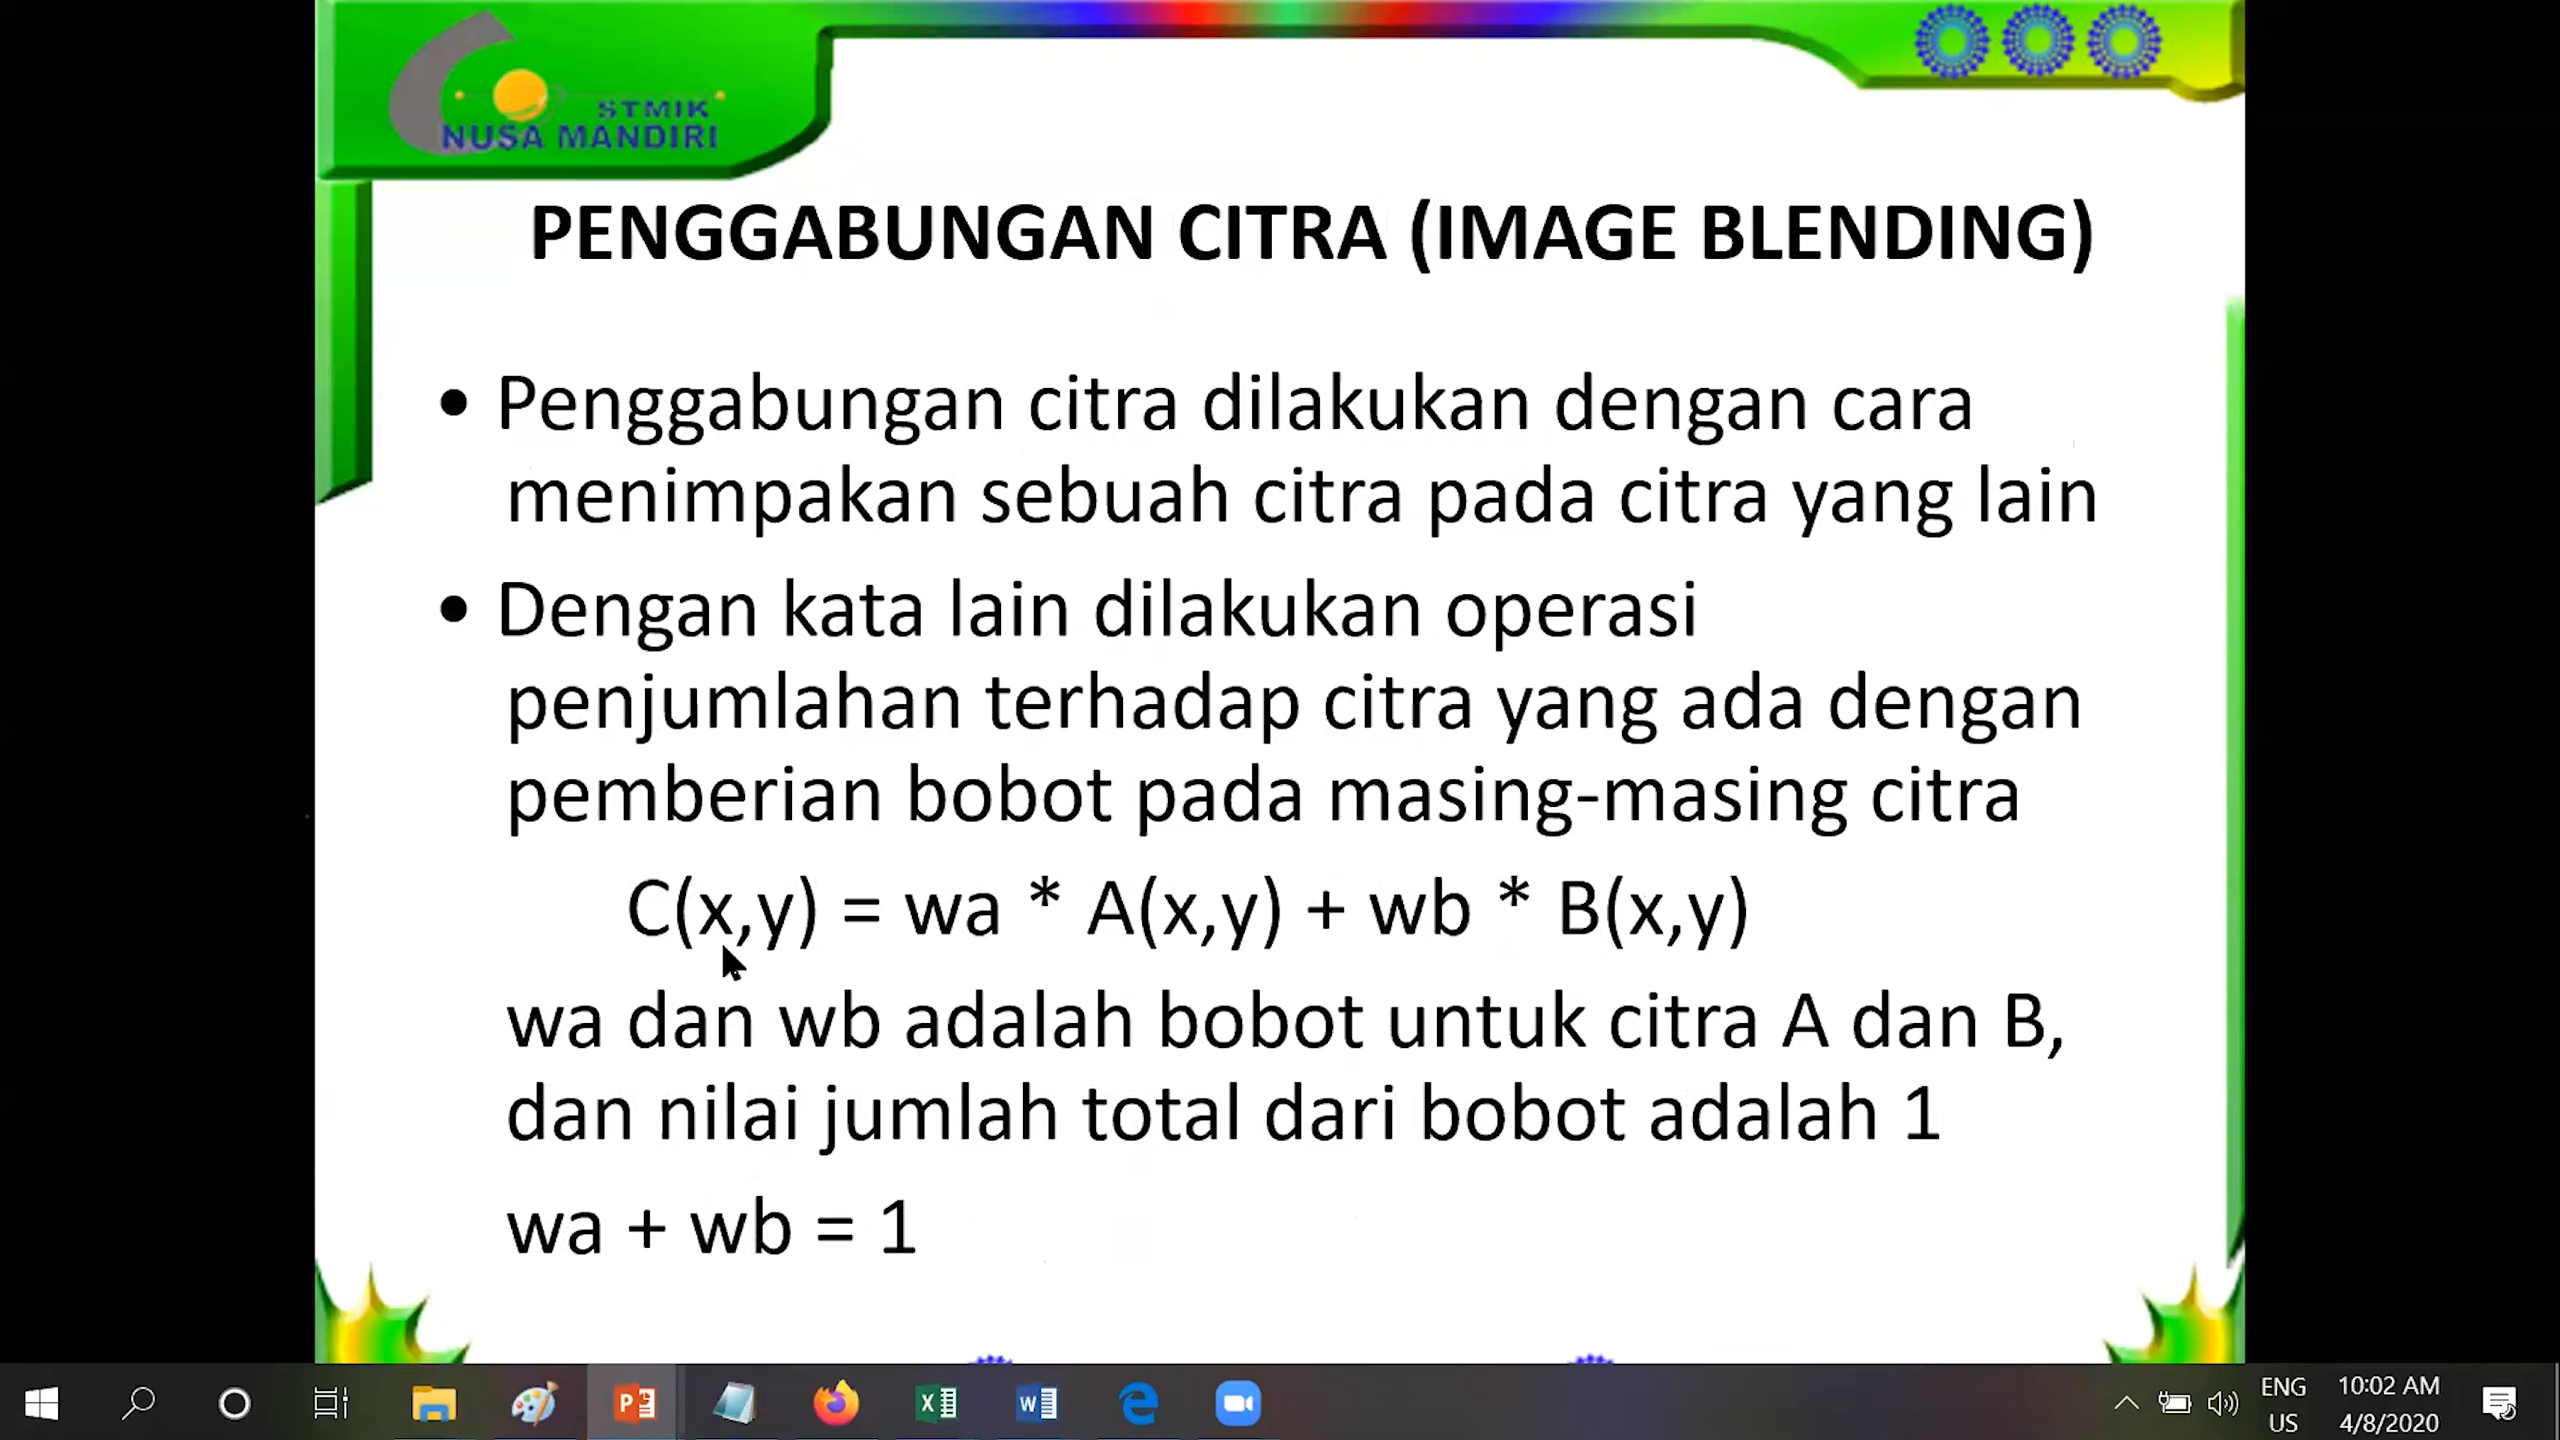 STMIK
NUSA MANDIRI
PENGGABUNGAN CITRA (IMAGE BLENDING)
• Penggabungan citra dilakukan dengan cara
menimpakan sebuah citra pada citra yang lain
• Dengan kata lain dilakukan operasi
penjumlahan terhadap citra yang ada dengan
pemberian bobot pada masing-masing citra
C(x,y) = wa * A(x,y) + wb * B(x,y)
wa dan wb adalah bobot untuk citra A dan B,
dan nilai jumlah total dari bobot adalah 1
wa + wb = 1
ENG
US
10:02 AM
4/8/2020